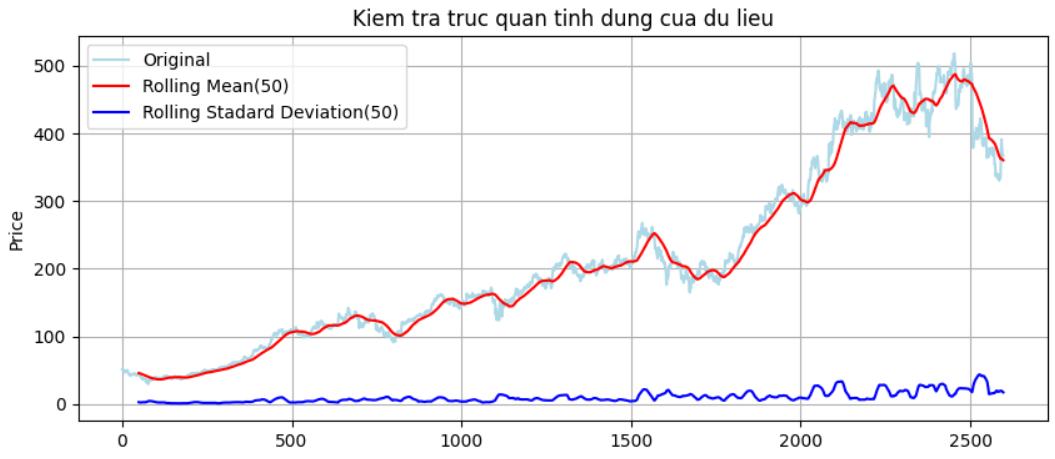 Kiem tra truc quan tinh dung cua du lieu
Original
Rolling Mean(50)
Rolling Stadard Deviation(50)
Price
500
400
300
200
100
0
0 500 1000 1500 2000 2500